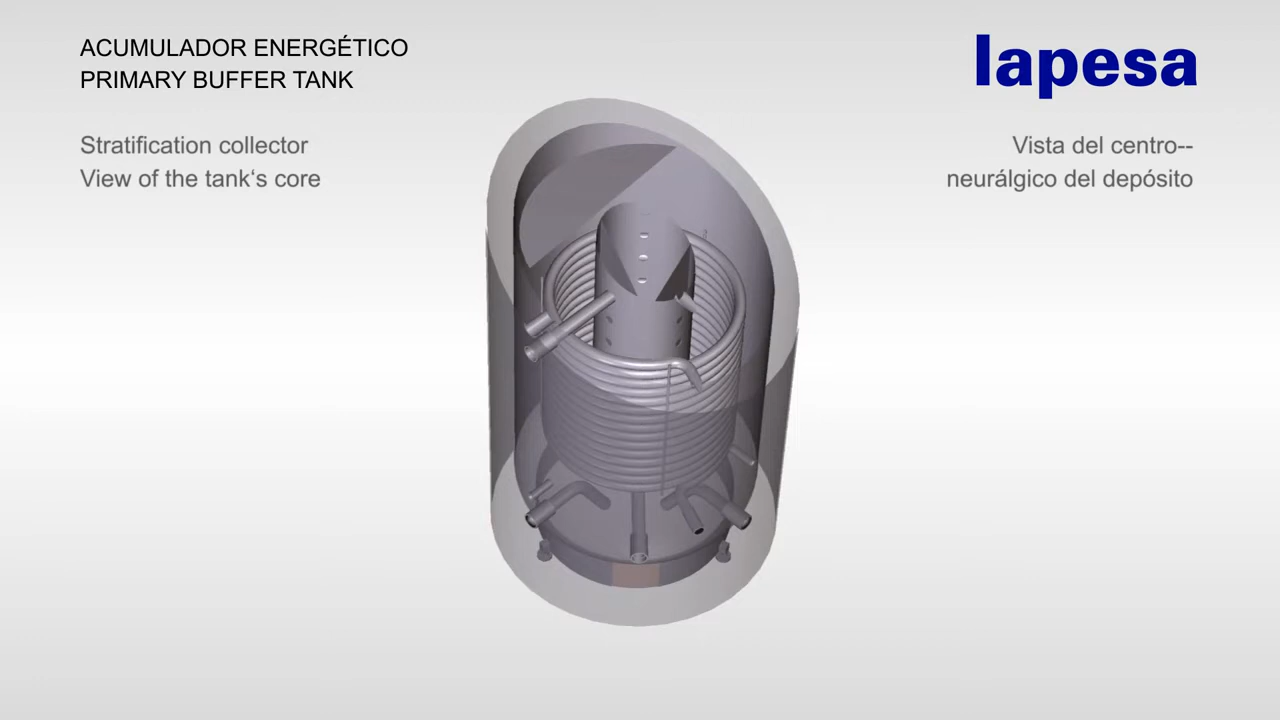 ACUMULADOR ENERGÉTICO
PRIMARY BUFFER TANK
lapesa
Stratification collector
View of the tank‘s core
Vista del centro--
neurálgico del depósito